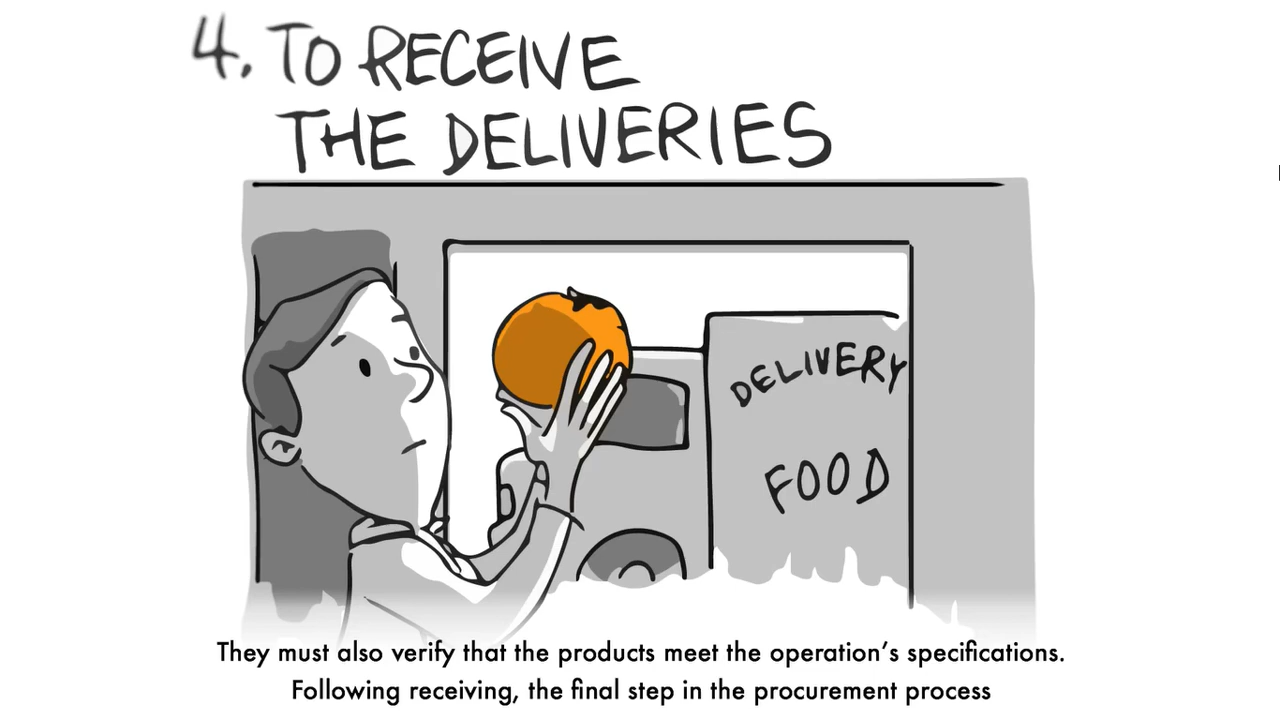 4. TO RECEIVE
THE DELIVERIES
DELIVERY
FOOD
They must also verify that the products meet the operation’s specifications.
Following receiving, the final step in the procurement process